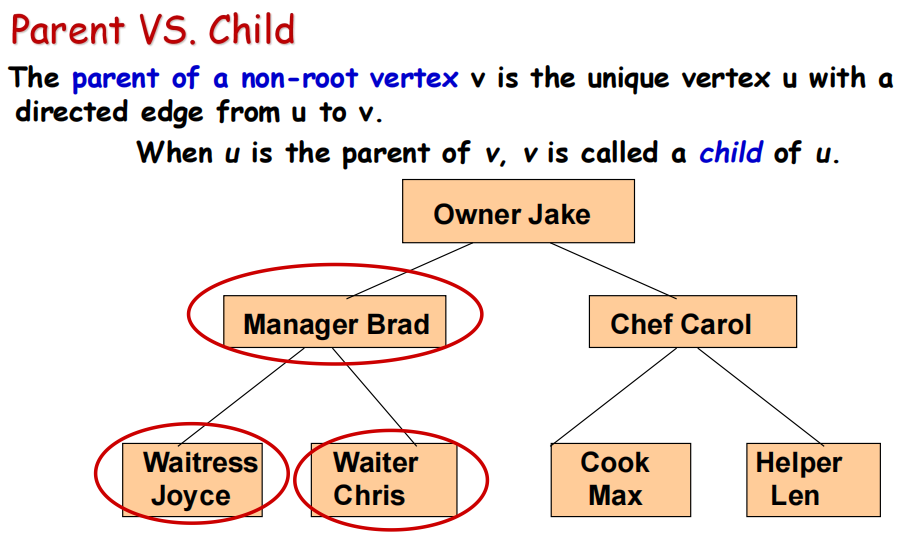 Parent VS. Child
The parent of a non-root vertex v is the unique vertex u with a
directed edge from u to v.
When u is the parent of v, v is called a child of u.
Owner Jake
Manager Brad
Chef Carol
Waitress
Joyce
Waiter
Chris
Cook
Max
Helper
Len